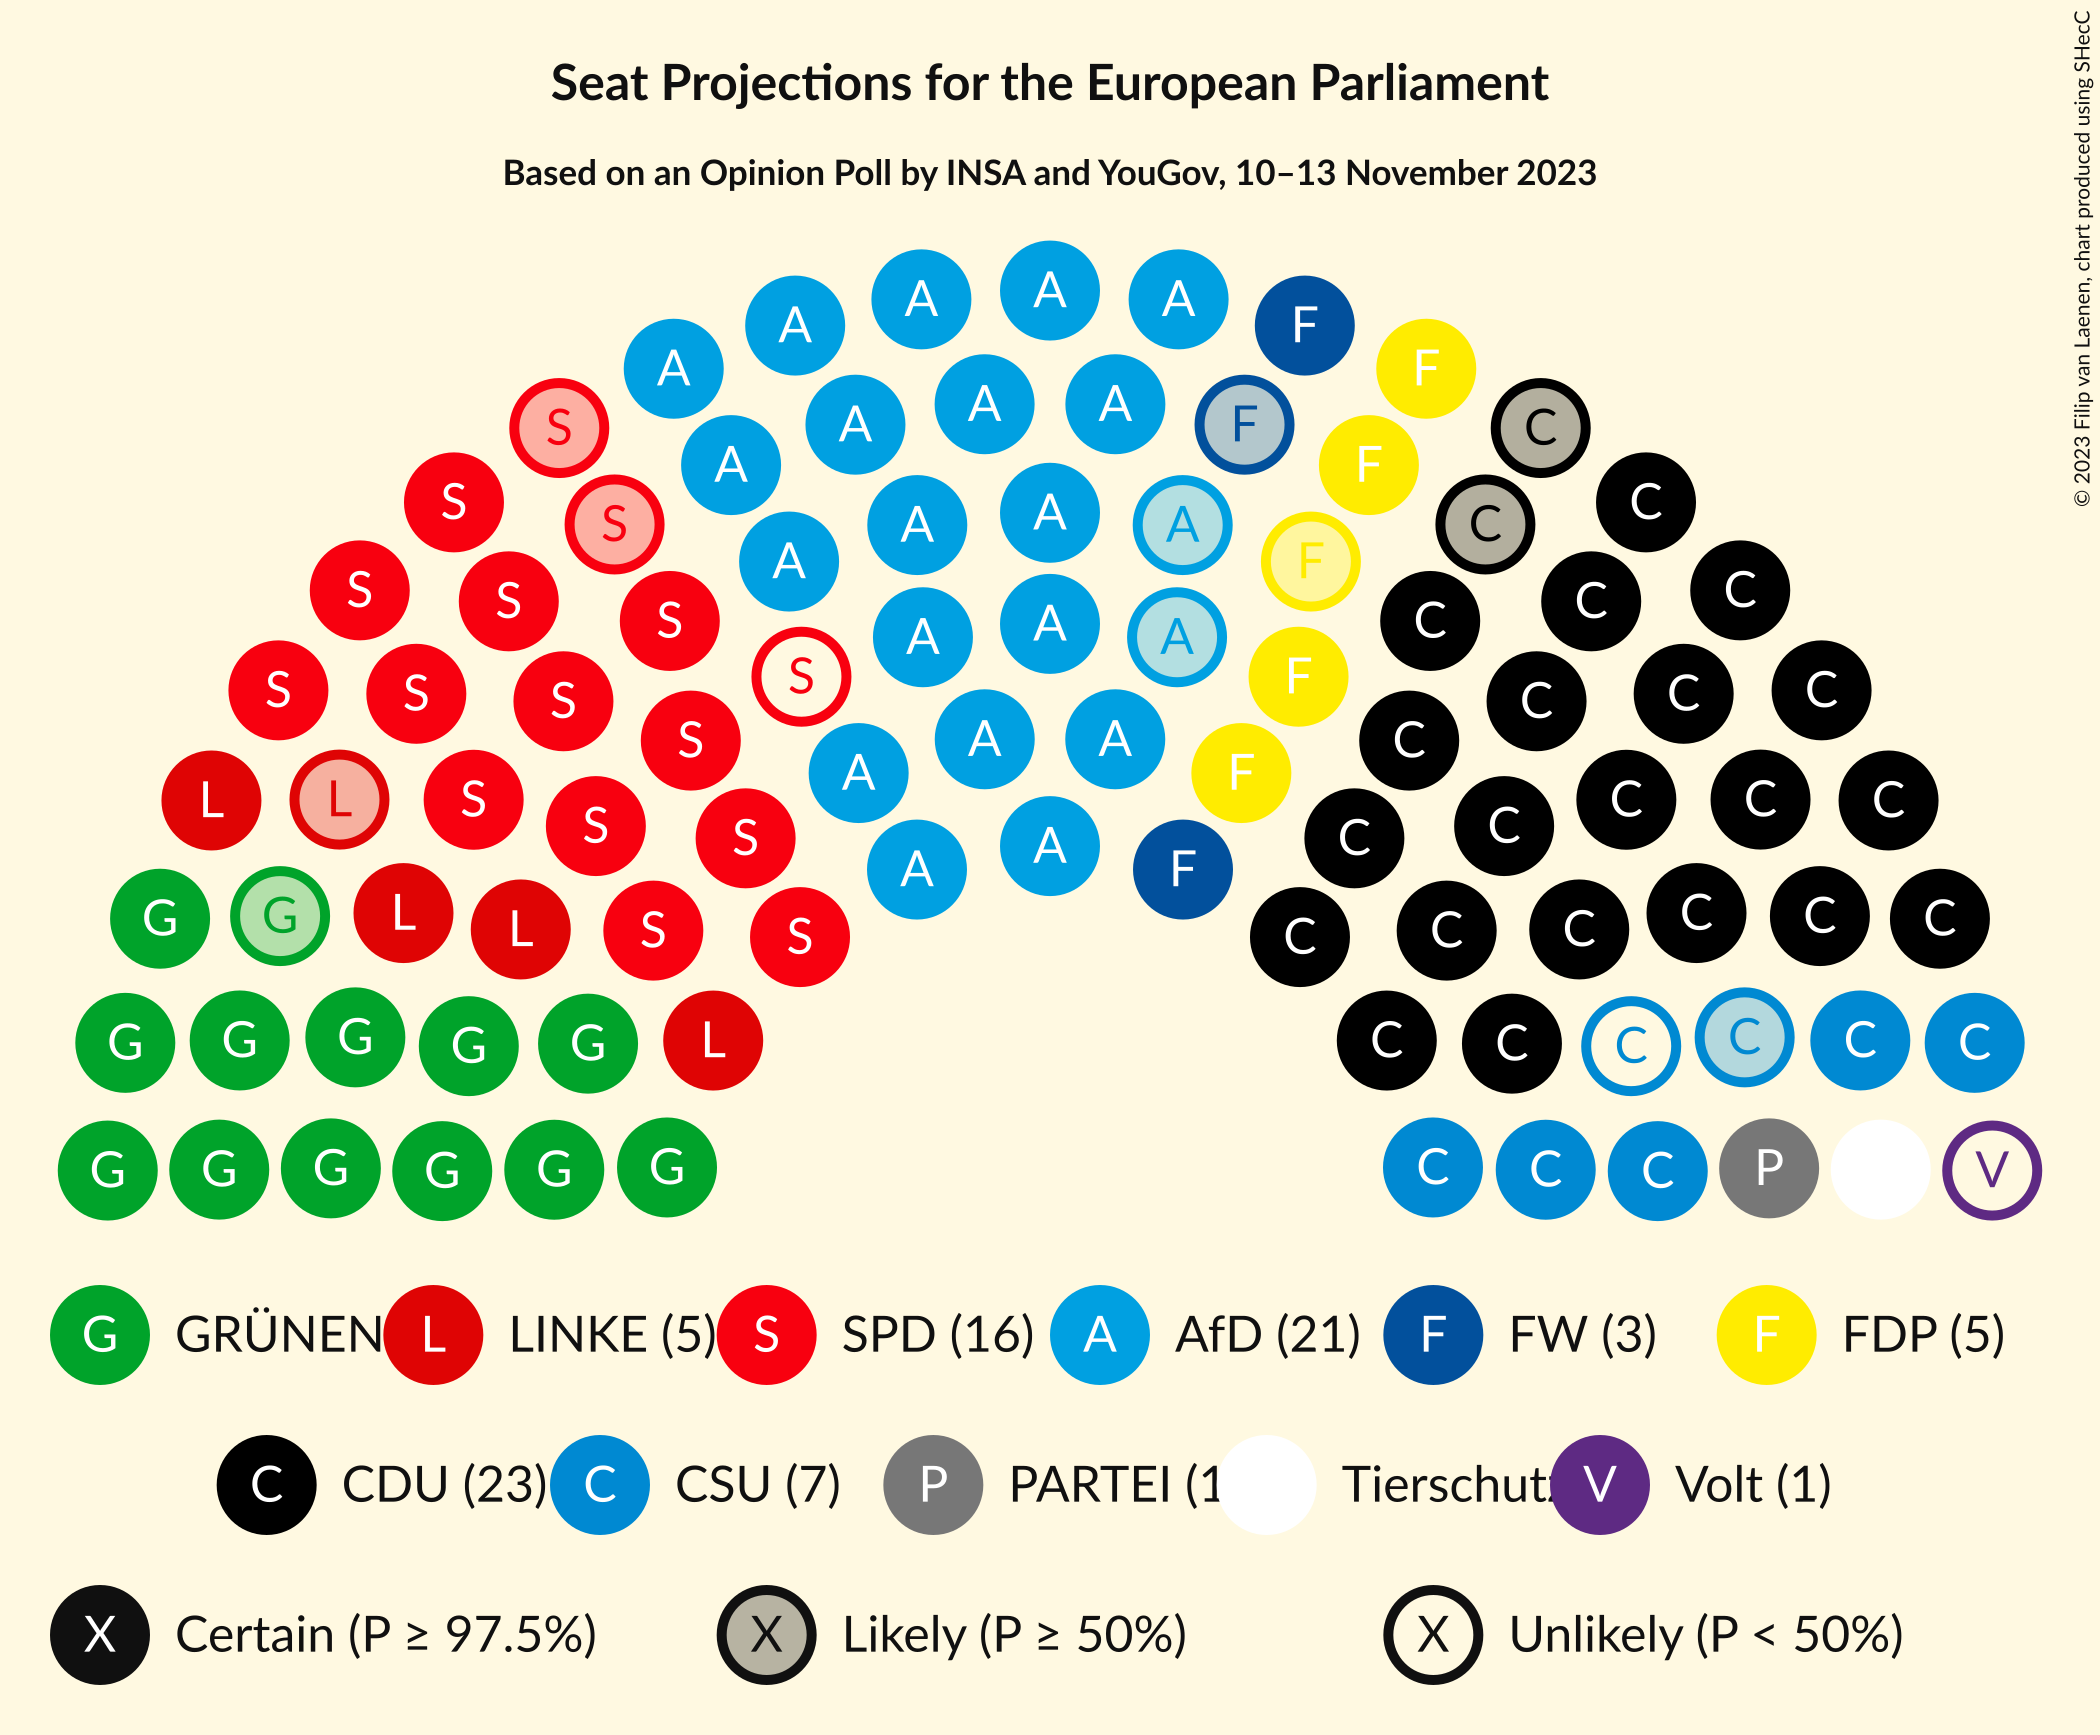 Seat Projections for the European Parliament
Based on an Opinion Poll by INSA and YouGov, 10–13 November 2023
© 2023 Filip van Laenen, chart produced using SHecC
A A A A A F F
S A A A A F F C
S S A A A A F C C
S S S A A A A F C C C
S S S S S F C C C C
S S S S A A A F C C C C
L L S S S A A F C C C C C
G G L L S S C C C C C C
G G G G G L C C C C C C
G G G G G G C C C P V
G GRÜNEN L LINKE (5) S SPD (16) A AfD (21) F FW (3) F FDP (5)
C CDU (23) C CSU (7) P PARTEI (1 Tierschutz V Volt (1)
X Certain (P ≥ 97.5%) X Likely (P ≥ 50%) X Unlikely (P < 50%)